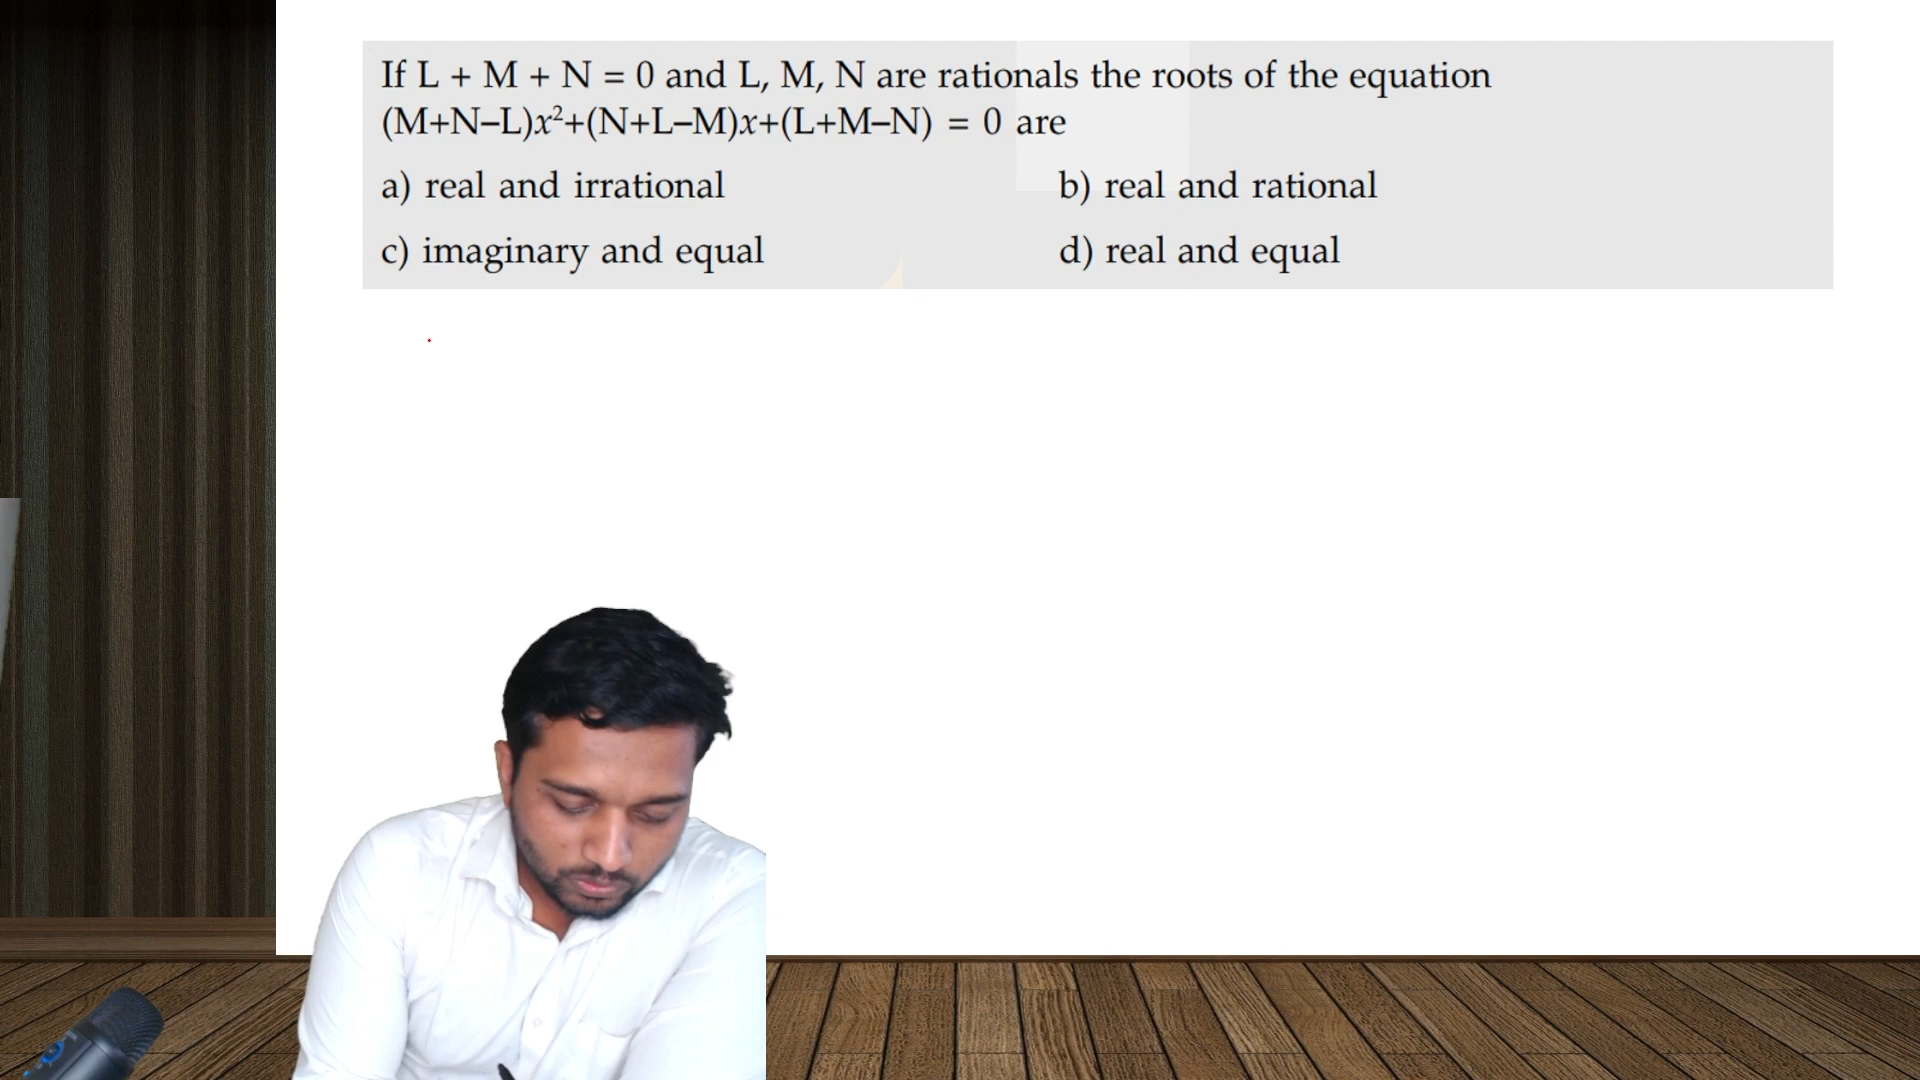 If L + M + N = 0 and L, M, N are rationals the roots of the equation
(M+N–L)x²+(N+L–M)x+(L+M–N) = 0 are
a) real and irrational b) real and rational
c) imaginary and equal d) real and equal